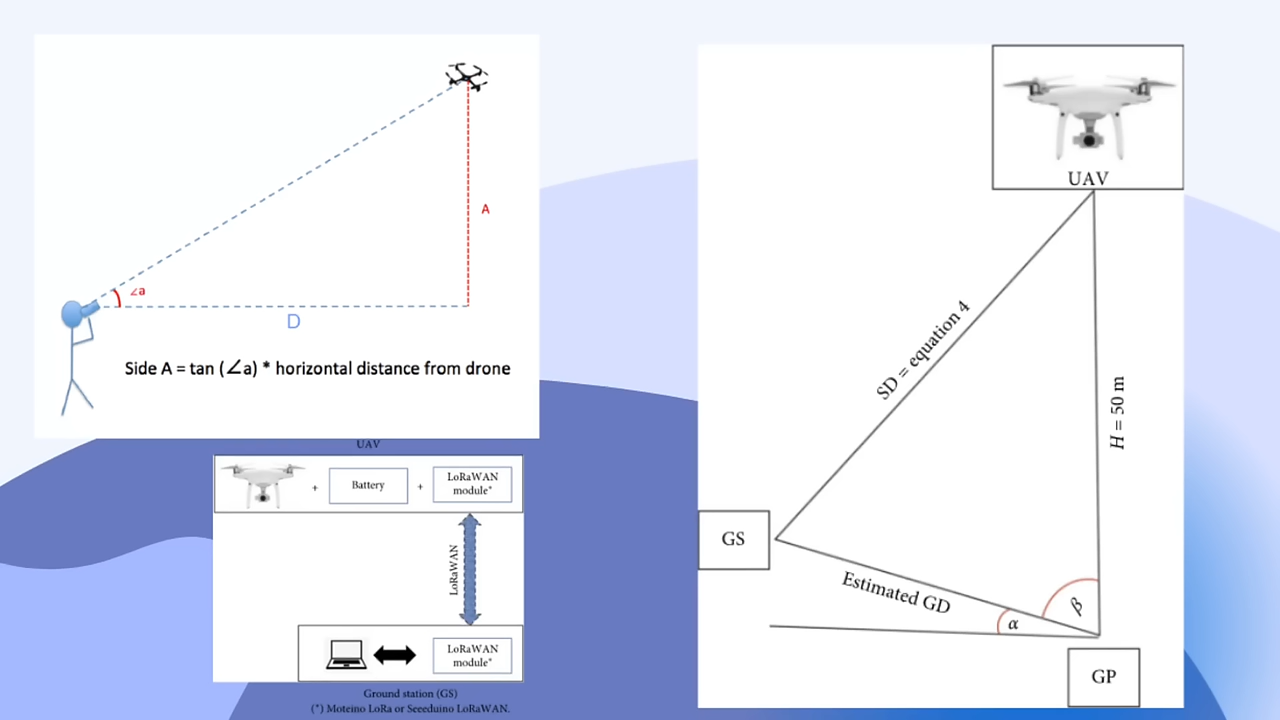 ∠a
A
D
Side A = tan (∠a) * horizontal distance from drone
UAV
+ Battery + LoRaWAN module*
LoRaWAN
LoRaWAN module*
Ground station (GS)
(*) Moteino LoRa or Seeeduino LoRaWAN.
UAV
SD = equation 4
H = 50 m
GS
Estimated GD
α
β
GP